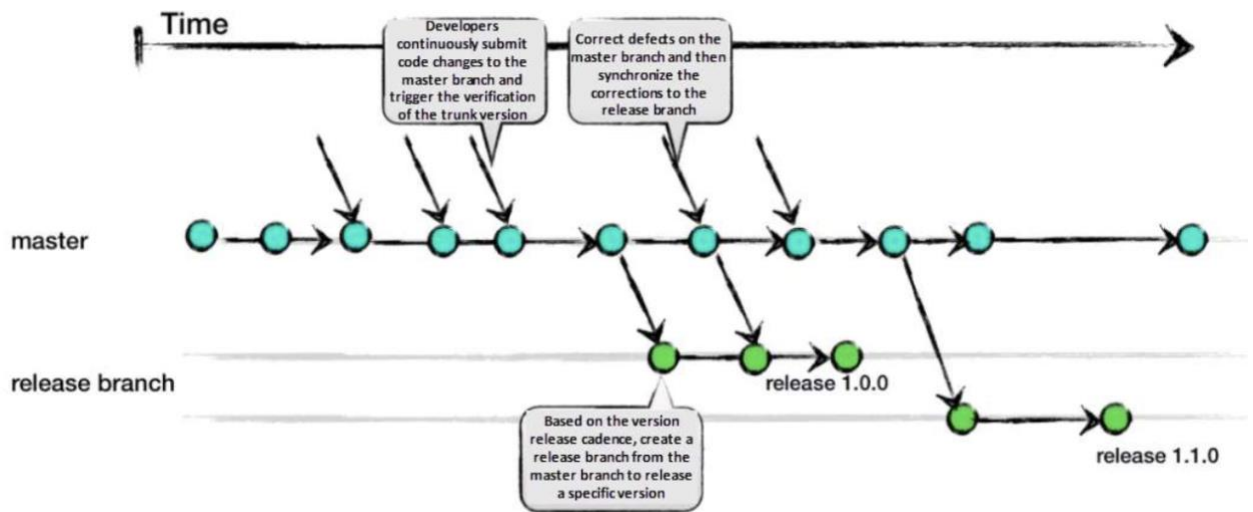 Time
Developers
continuously submit
code changes to the
master branch and
trigger the verification
of the trunk version
Correct defects on the
master branch and then
synchronize the
corrections to the
release branch
master
release branch
release 1.0.0
Based on the version
release cadence, create a
release branch from the
master branch to release
a specific version
release 1.1.0